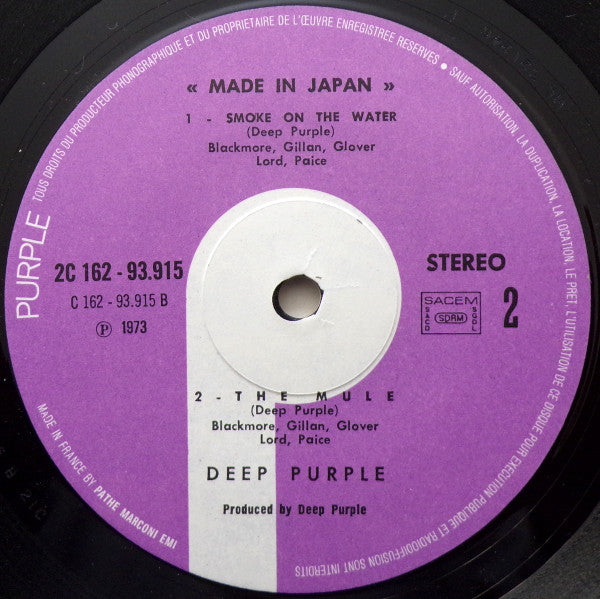 TOUS DROITS DU PRODUCTEUR PHONOGRAPHIQUE ET DU PROPRIETAIRE DE L'ŒUVRE ENREGISTREE RESERVES • SAUF AUTORISATION, LA DUPLICATION, LA LOCATION, LE PRET, L'UTILISATION DE CE DISQUE POUR EXECUTION PUBLIQUE ET RADIODIFFUSION SONT INTERDITS
« MADE IN JAPAN »
1 - SMOKE ON THE WATER
(Deep Purple)
Blackmore, Gillan, Glover
Lord, Paice
PURPLE
2C 162 - 93.915
C 162 - 93.915 B
Ⓟ 1973
STEREO
SACEM
SACD
SDRM
SGDL
2
2 - THE MULE
(Deep Purple)
Blackmore, Gillan, Glover
Lord, Paice
DEEP PURPLE
Produced by Deep Purple
MADE IN FRANCE BY PATHE MARCONI EMI